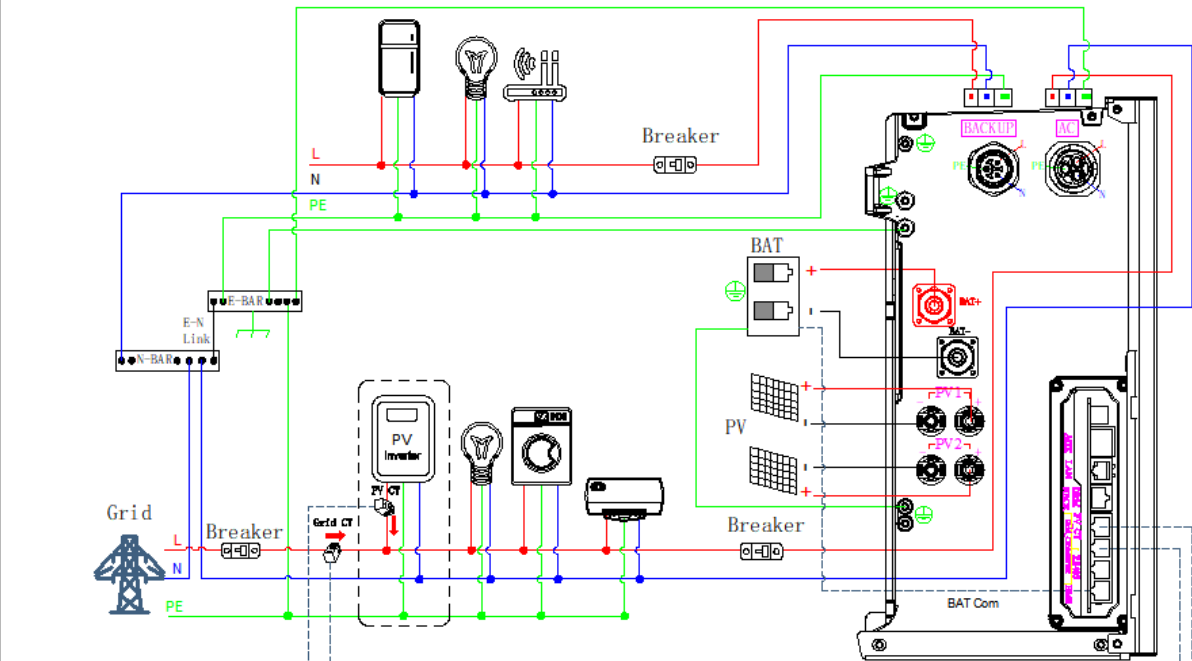 Breaker
BACKUP
AC
L
L
L
PE
PE
N
N
N
PE
BAT
+
E-BAR
BAT+
-
E-N
Link
BAT-
N-BAR
+
PV1
- +
PV
Inverter
PV
-
PV2
- +
-
+
PV CT
Grid
Breaker
Grid CT
Breaker
L
N
PE
BAT Com